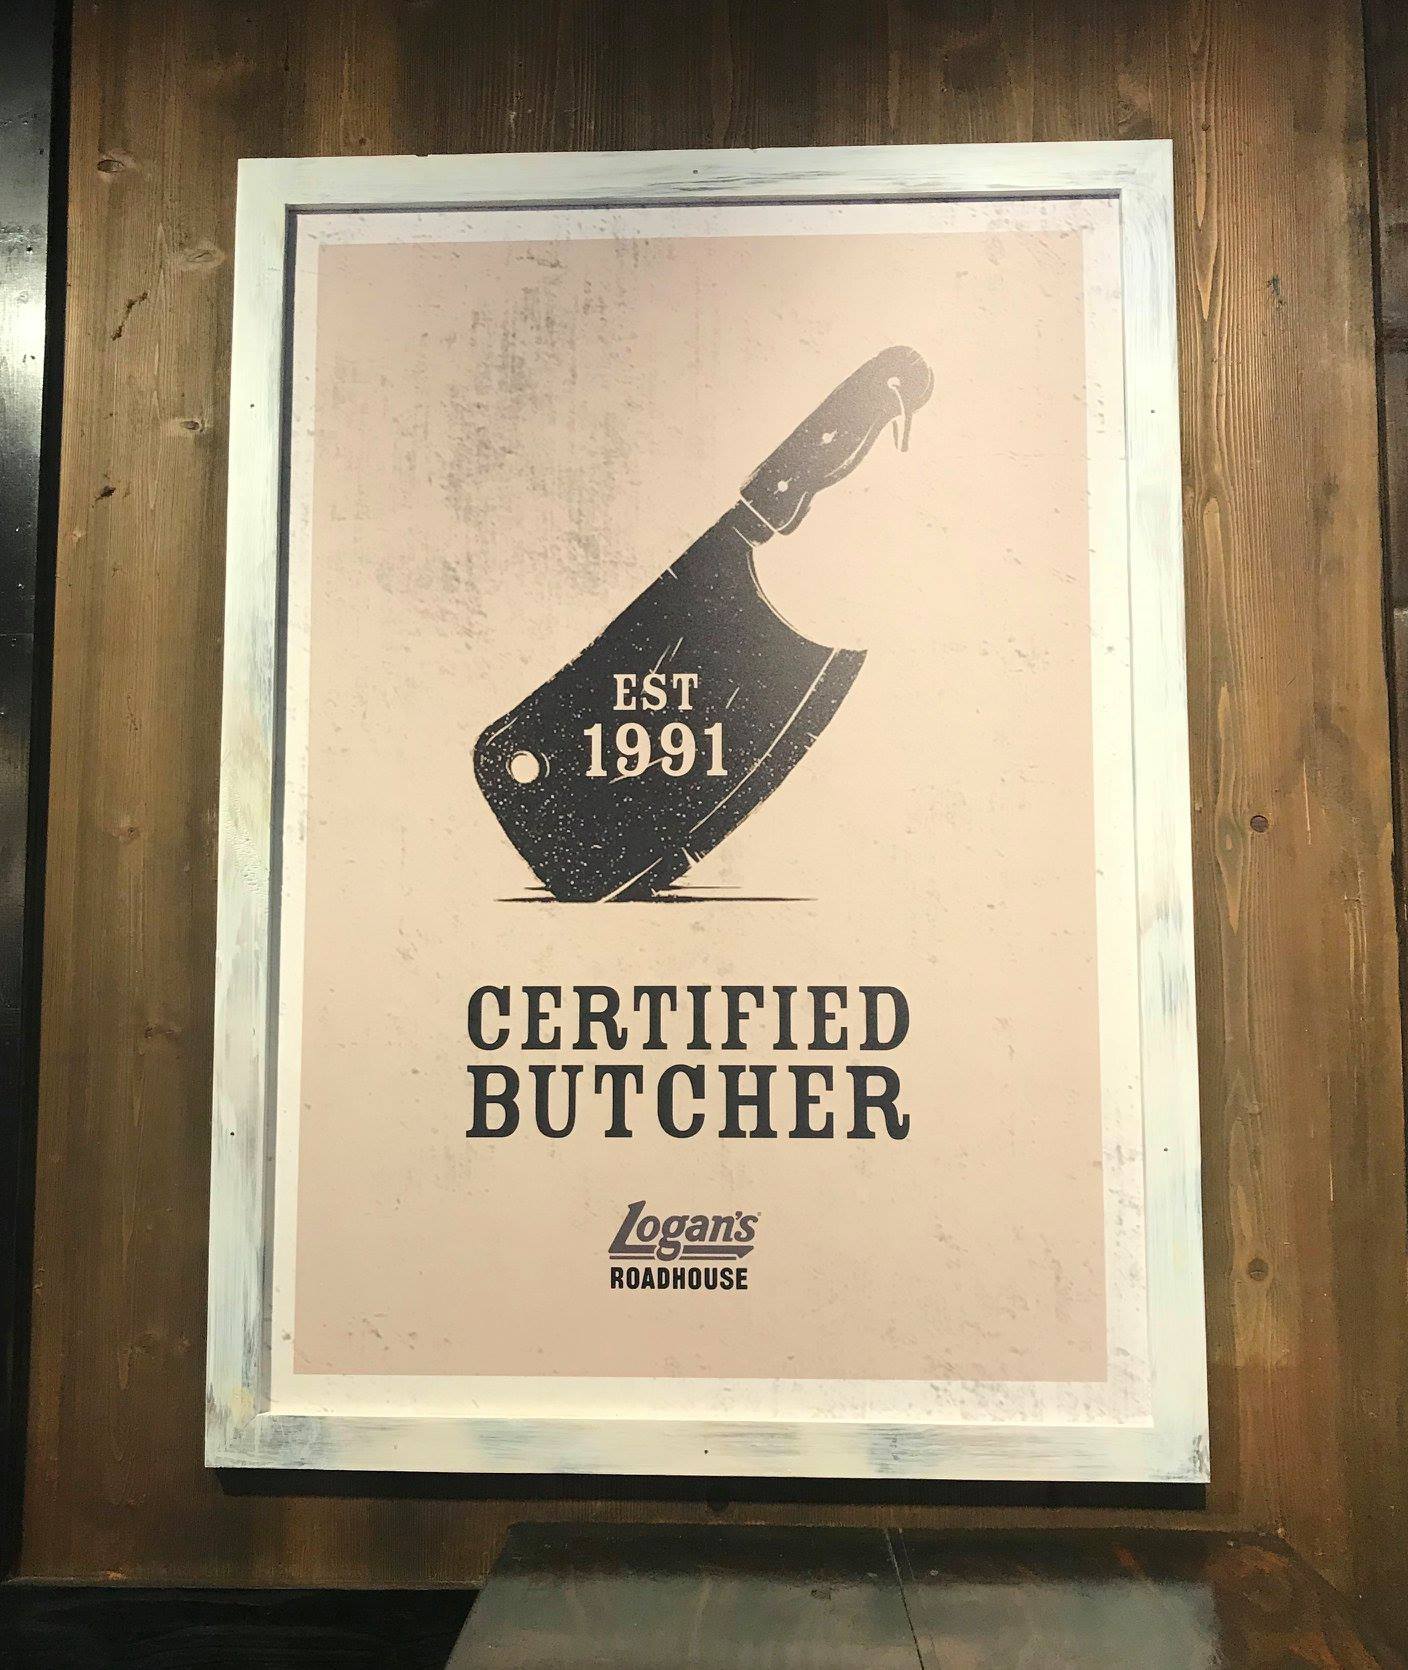 EST
1991
CERTIFIED
BUTCHER
Logan's
ROADHOUSE